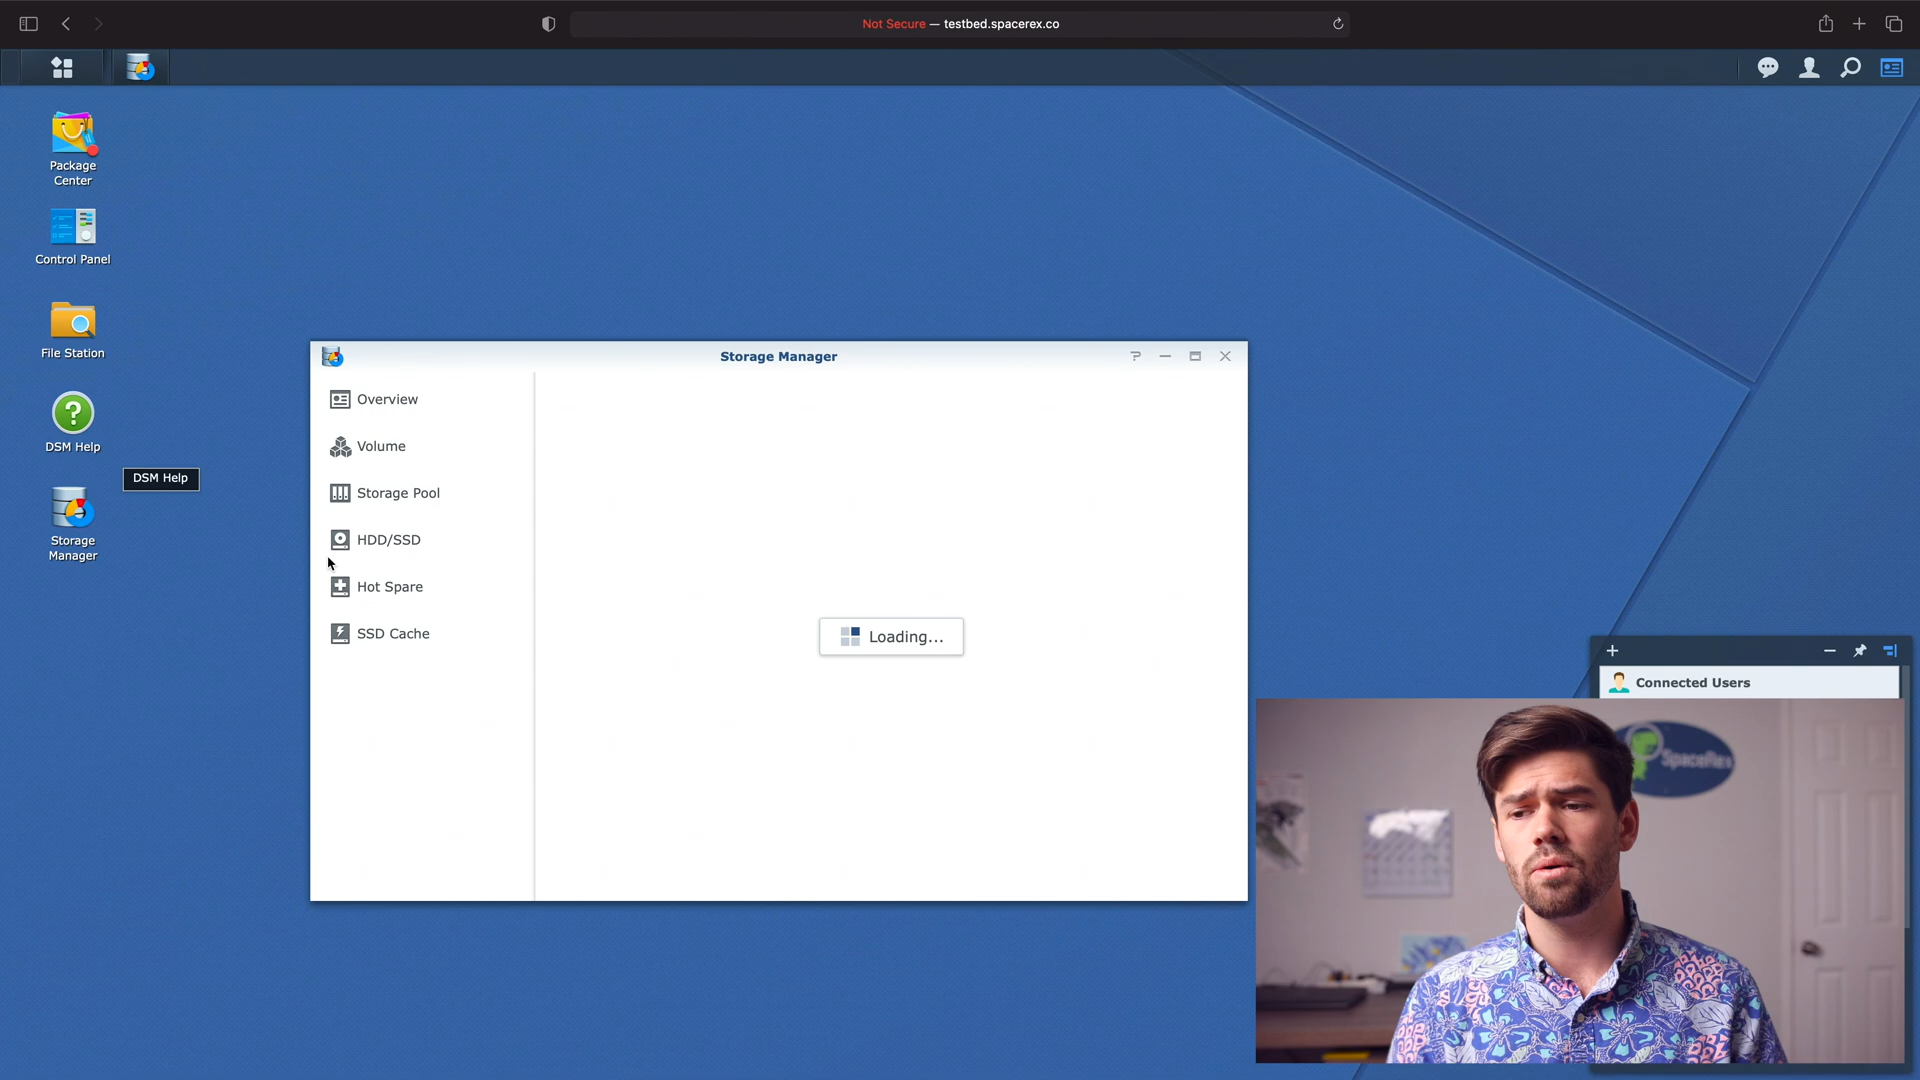 Not Secure — testbed.spacerex.co
Package
Center
Control Panel
File Station
DSM Help
DSM Help
Storage
Manager
Storage Manager
Overview
Volume
Storage Pool
HDD/SSD
Hot Spare
SSD Cache
Loading...
Connected Users
SpaceRex